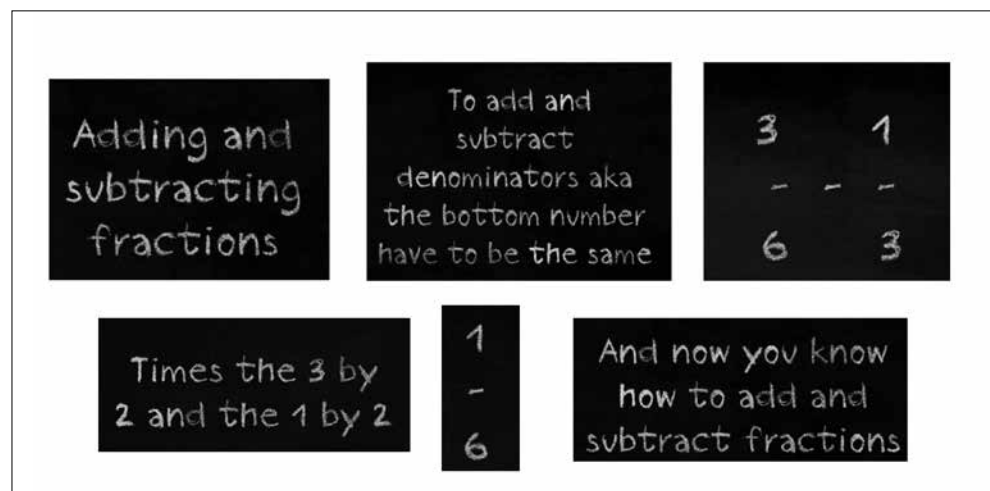 Adding and
subtracting
fractions
To add and
subtract
denominators aka
the bottom number
have to be the same
3 1
- - -
6 3
Times the 3 by
2 and the 1 by 2
1
-
6
And now you know
how to add and
subtract fractions